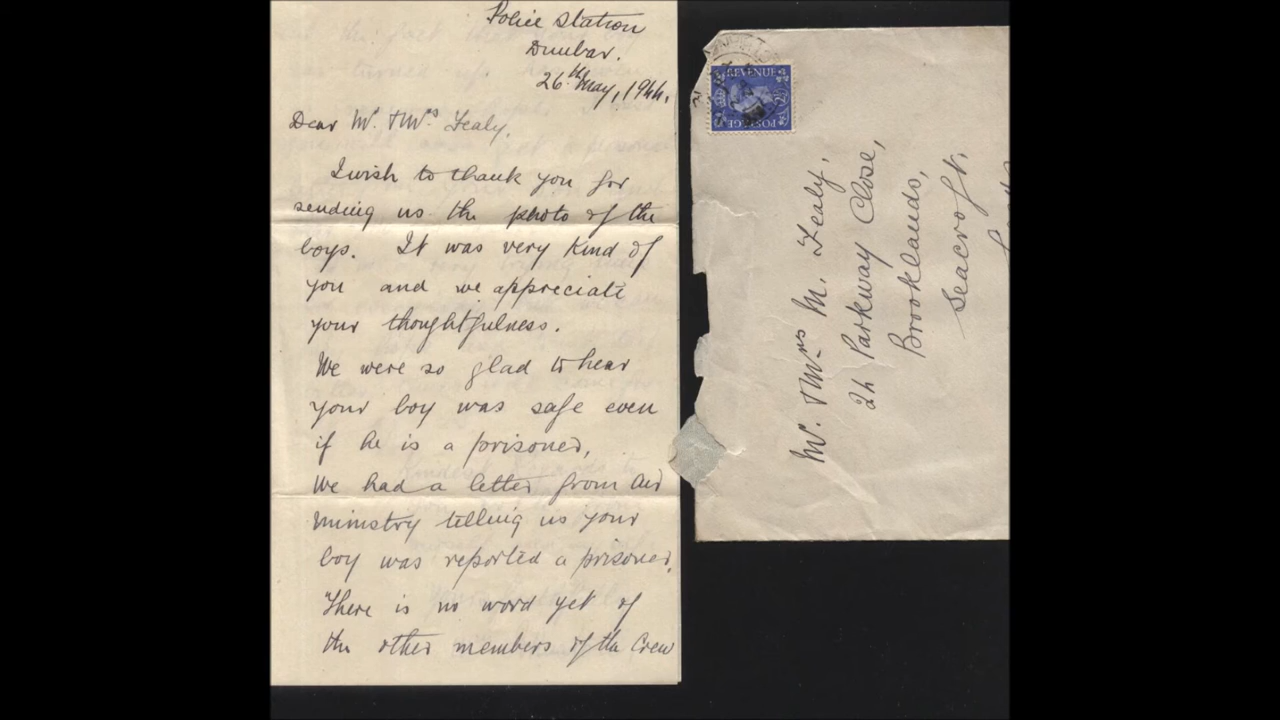 Police Station
Dunbar.
26th May, 1944.
Dear Mr. & Mrs Fealy,
I wish to thank you for
sending us the photo of the
boys. It was very kind of
you and we appreciate
your thoughtfulness.
We were so glad to hear
your boy was safe even
if he is a prisoner,
We had a letter from Air
Ministry telling us your
boy was reported a prisoner.
There is no word yet of
the other members of the Crew
REVENUE
POSTAGE
2½
Mr. & Mrs M. Fealy.
24 Parkway Close,
Brooklands,
Seacroft.